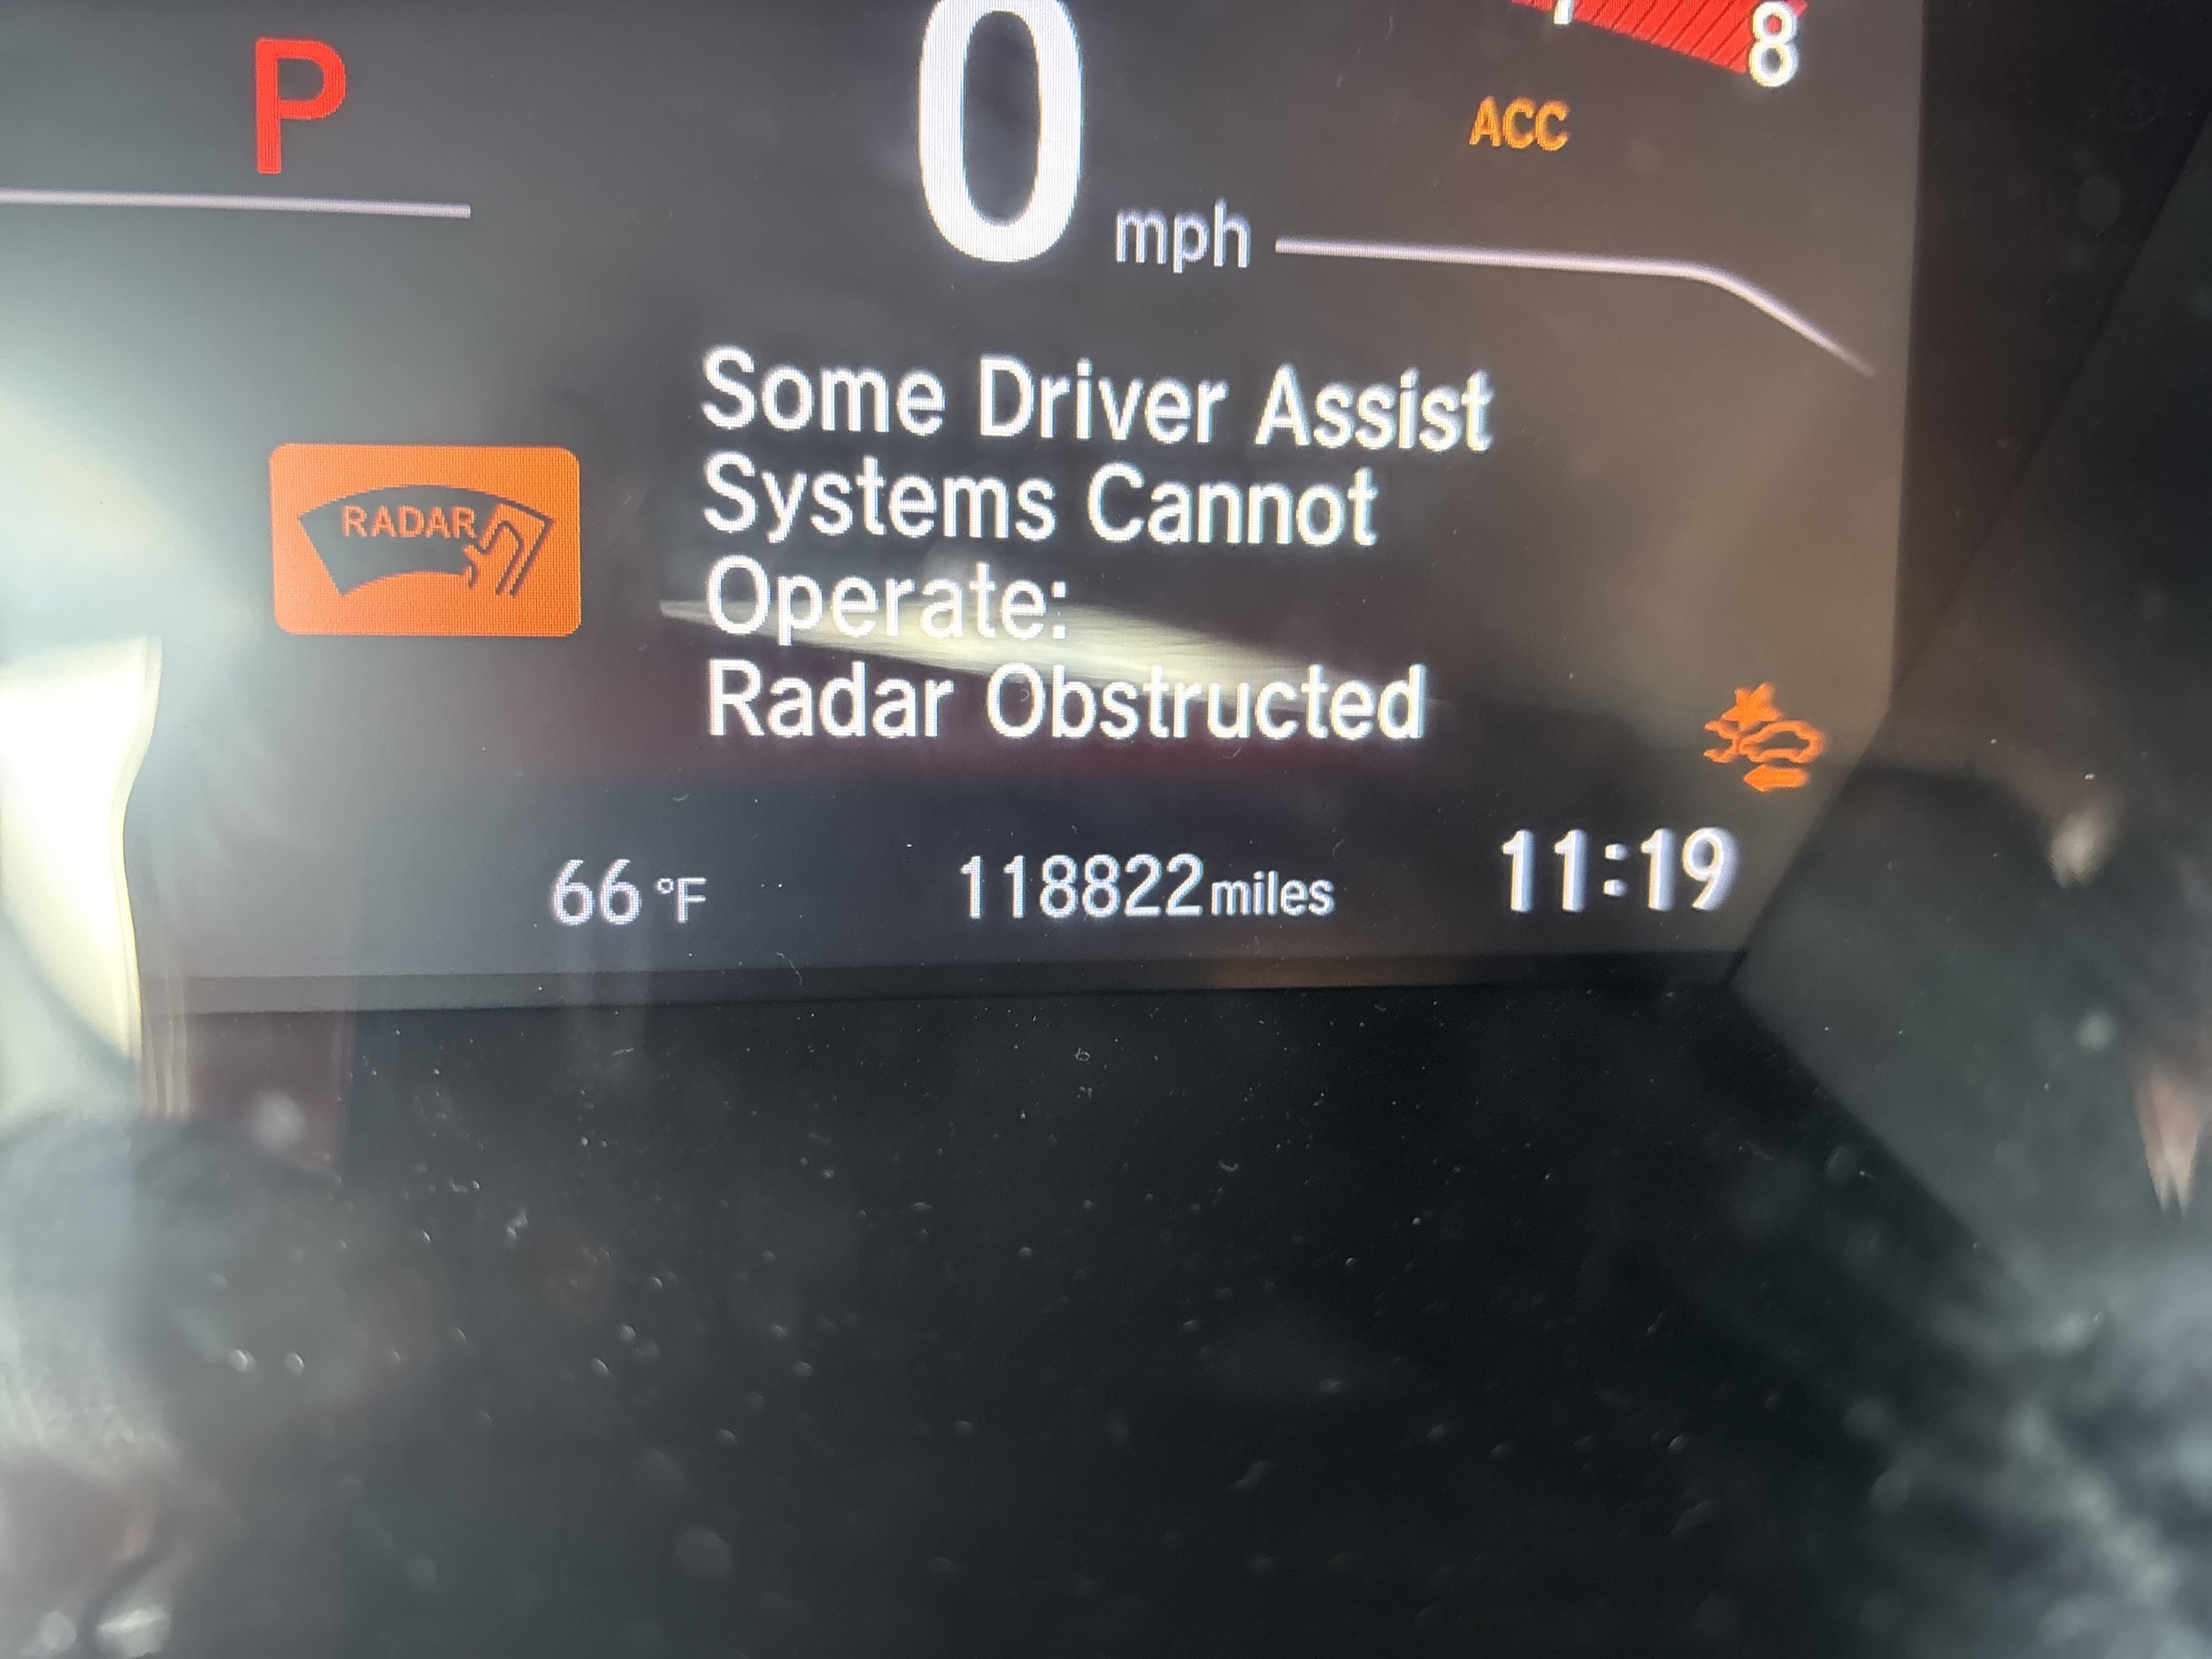 P
0
8
ACC
mph
Some Driver Assist
Systems Cannot
Operate:
Radar Obstructed
RADAR
66 °F
118822 miles
11:19